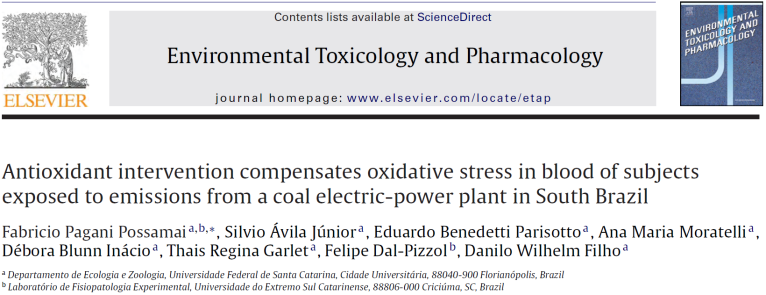 Contents lists available at ScienceDirect
Environmental Toxicology and Pharmacology
journal homepage: www.elsevier.com/locate/etap
ELSEVIER
ENVIRONMENTAL
TOXICOLOGY AND
PHARMACOLOGY
Antioxidant intervention compensates oxidative stress in blood of subjects
exposed to emissions from a coal electric-power plant in South Brazil
Fabricio Pagani Possamai a,b,*, Silvio Ávila Júnior a, Eduardo Benedetti Parisotto a, Ana Maria Moratelli a,
Débora Blunn Inácio a, Thais Regina Garlet a, Felipe Dal-Pizzol b, Danilo Wilhelm Filho a
a Departamento de Ecologia e Zoologia, Universidade Federal de Santa Catarina, Cidade Universitária, 88040-900 Florianópolis, Brazil
b Laboratório de Fisiopatologia Experimental, Universidade do Extremo Sul Catarinense, 88806-000 Criciúma, SC, Brazil